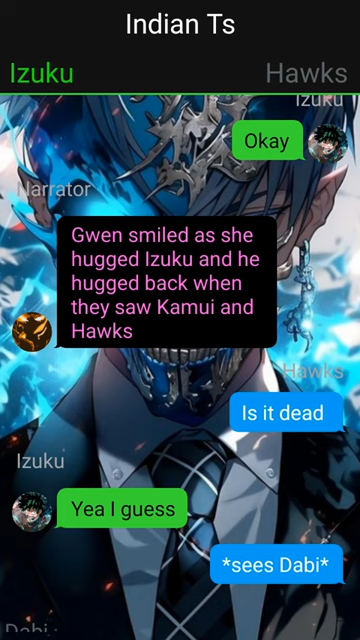 Indian Ts
Izuku
Hawks
Izuku
Okay
Narrator
Gwen smiled as she
hugged Izuku and he
hugged back when
they saw Kamui and
Hawks
Hawks
Is it dead
Izuku
Yea I guess
*sees Dabi*
Dabi